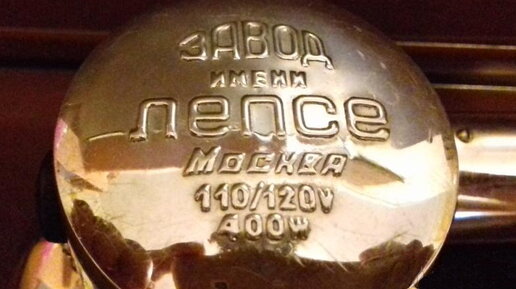 ЗАВОД
ИМЕНИ
ЛЕПСЕ
МОСКВА
110/120V
400W